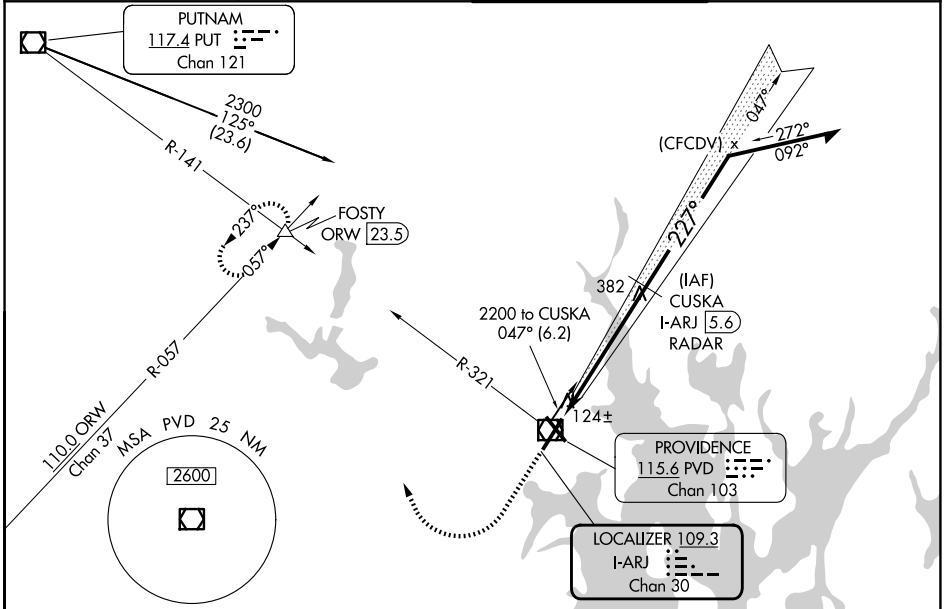 PUTNAM
117.4 PUT
Chan 121
2300
125°
(23.6)
R-141
237°
057°
FOSTY
ORW 23.5
R-057
110.0 ORW
Chan 37
MSA PVD 25 NM
2600
047°
(CFCDV) x
272°
092°
227°
382
(IAF)
CUSKA
I-ARJ 5.6
RADAR
2200 to CUSKA
047° (6.2)
R-321
124±
PROVIDENCE
115.6 PVD
Chan 103
LOCALIZER 109.3
I-ARJ
Chan 30